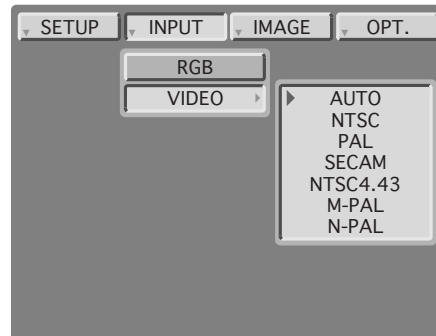 SETUP INPUT IMAGE OPT.
RGB
VIDEO AUTO
NTSC
PAL
SECAM
NTSC4.43
M-PAL
N-PAL